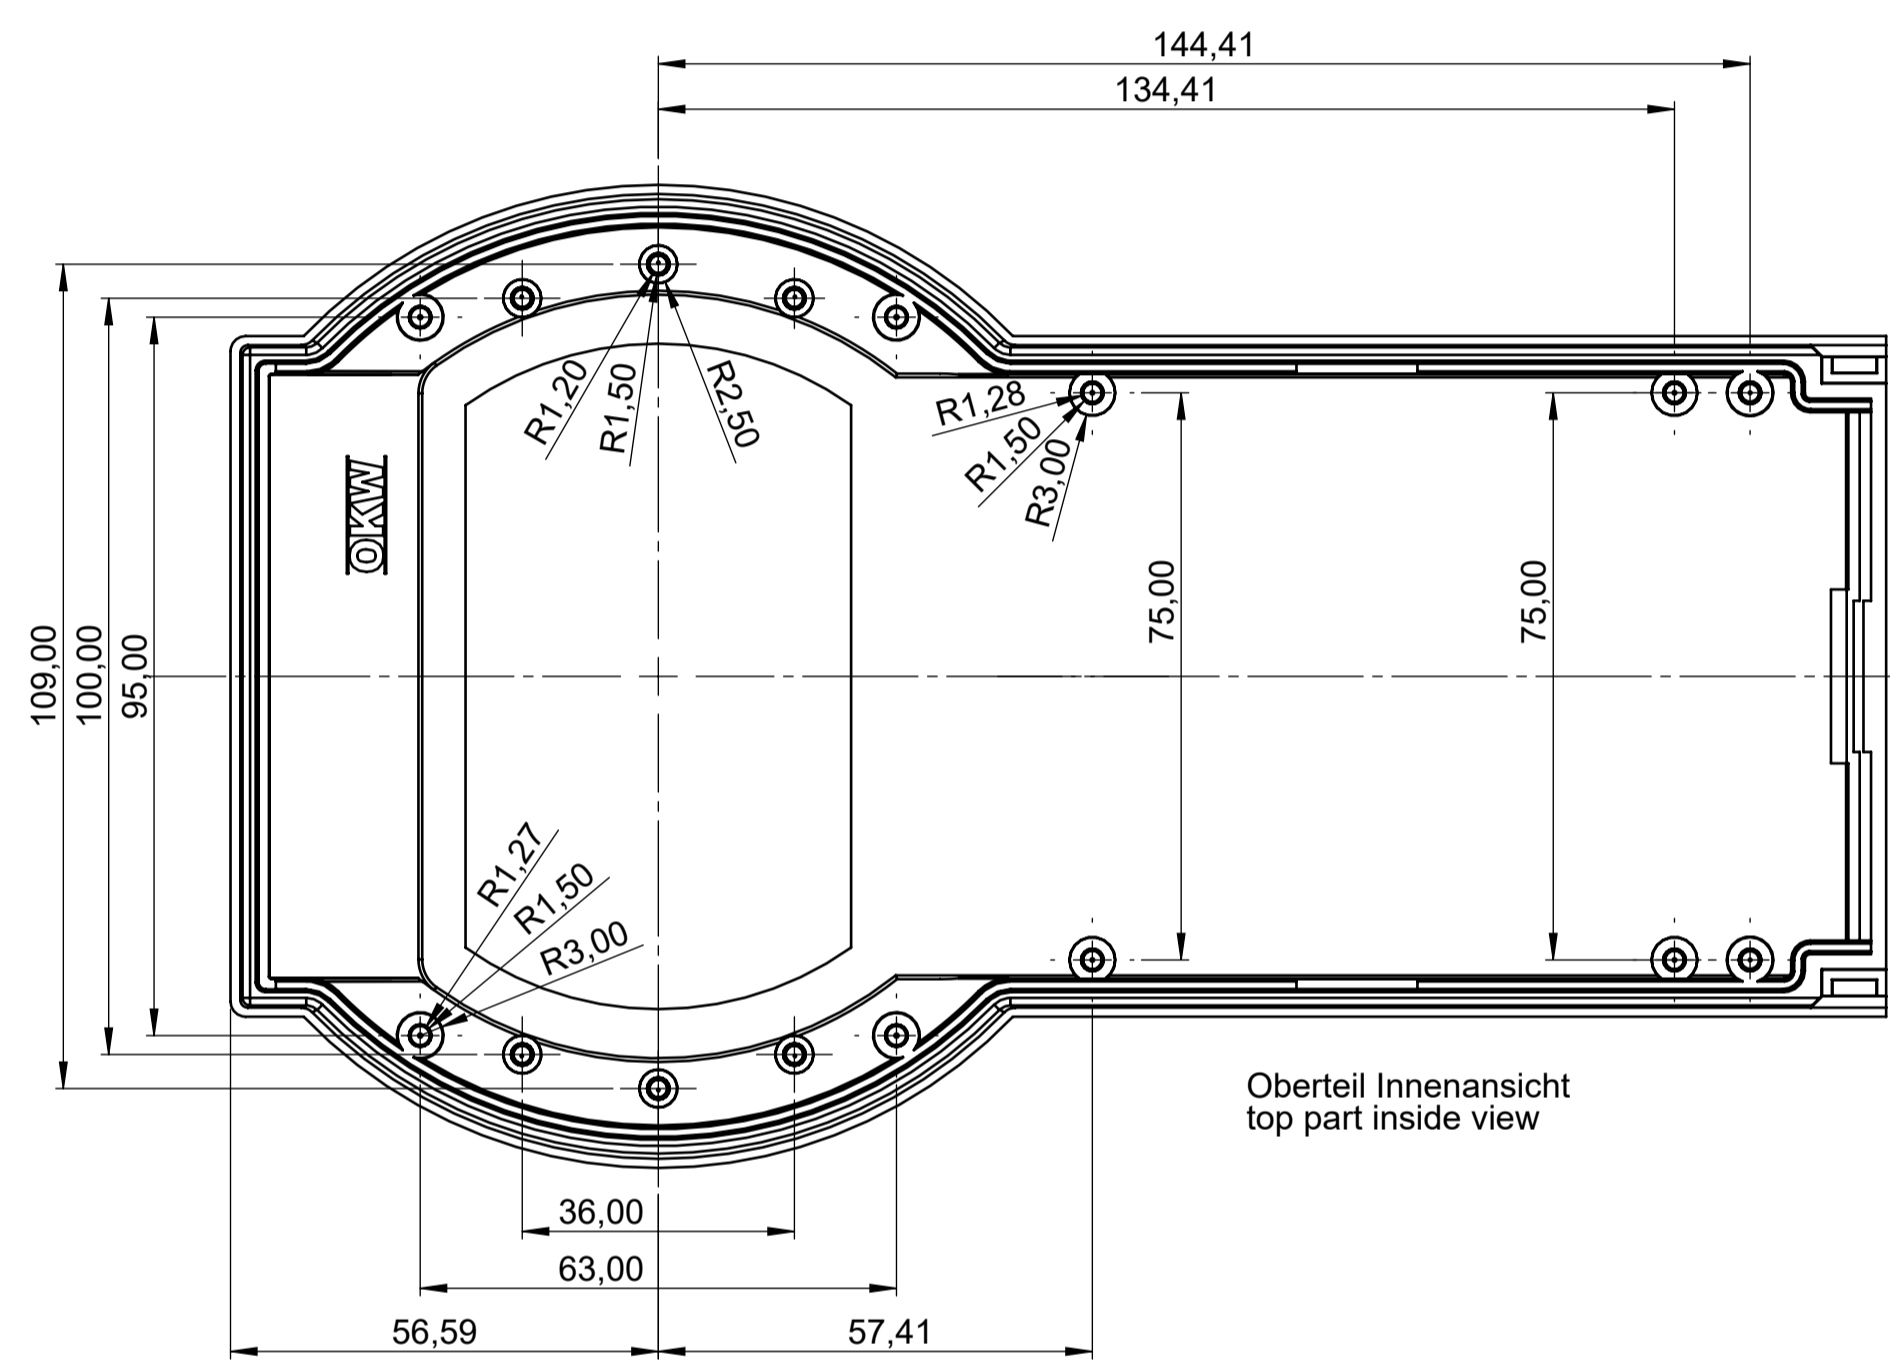 144,41
134,41
R1,20
R1,50
R2,50
R1,28
R1,50
R3,00
OKW
109,00
100,00
95,00
75,00
75,00
R1,27
R1,50
R3,00
Oberteil Innenansicht
top part inside view
36,00
63,00
56,59
57,41